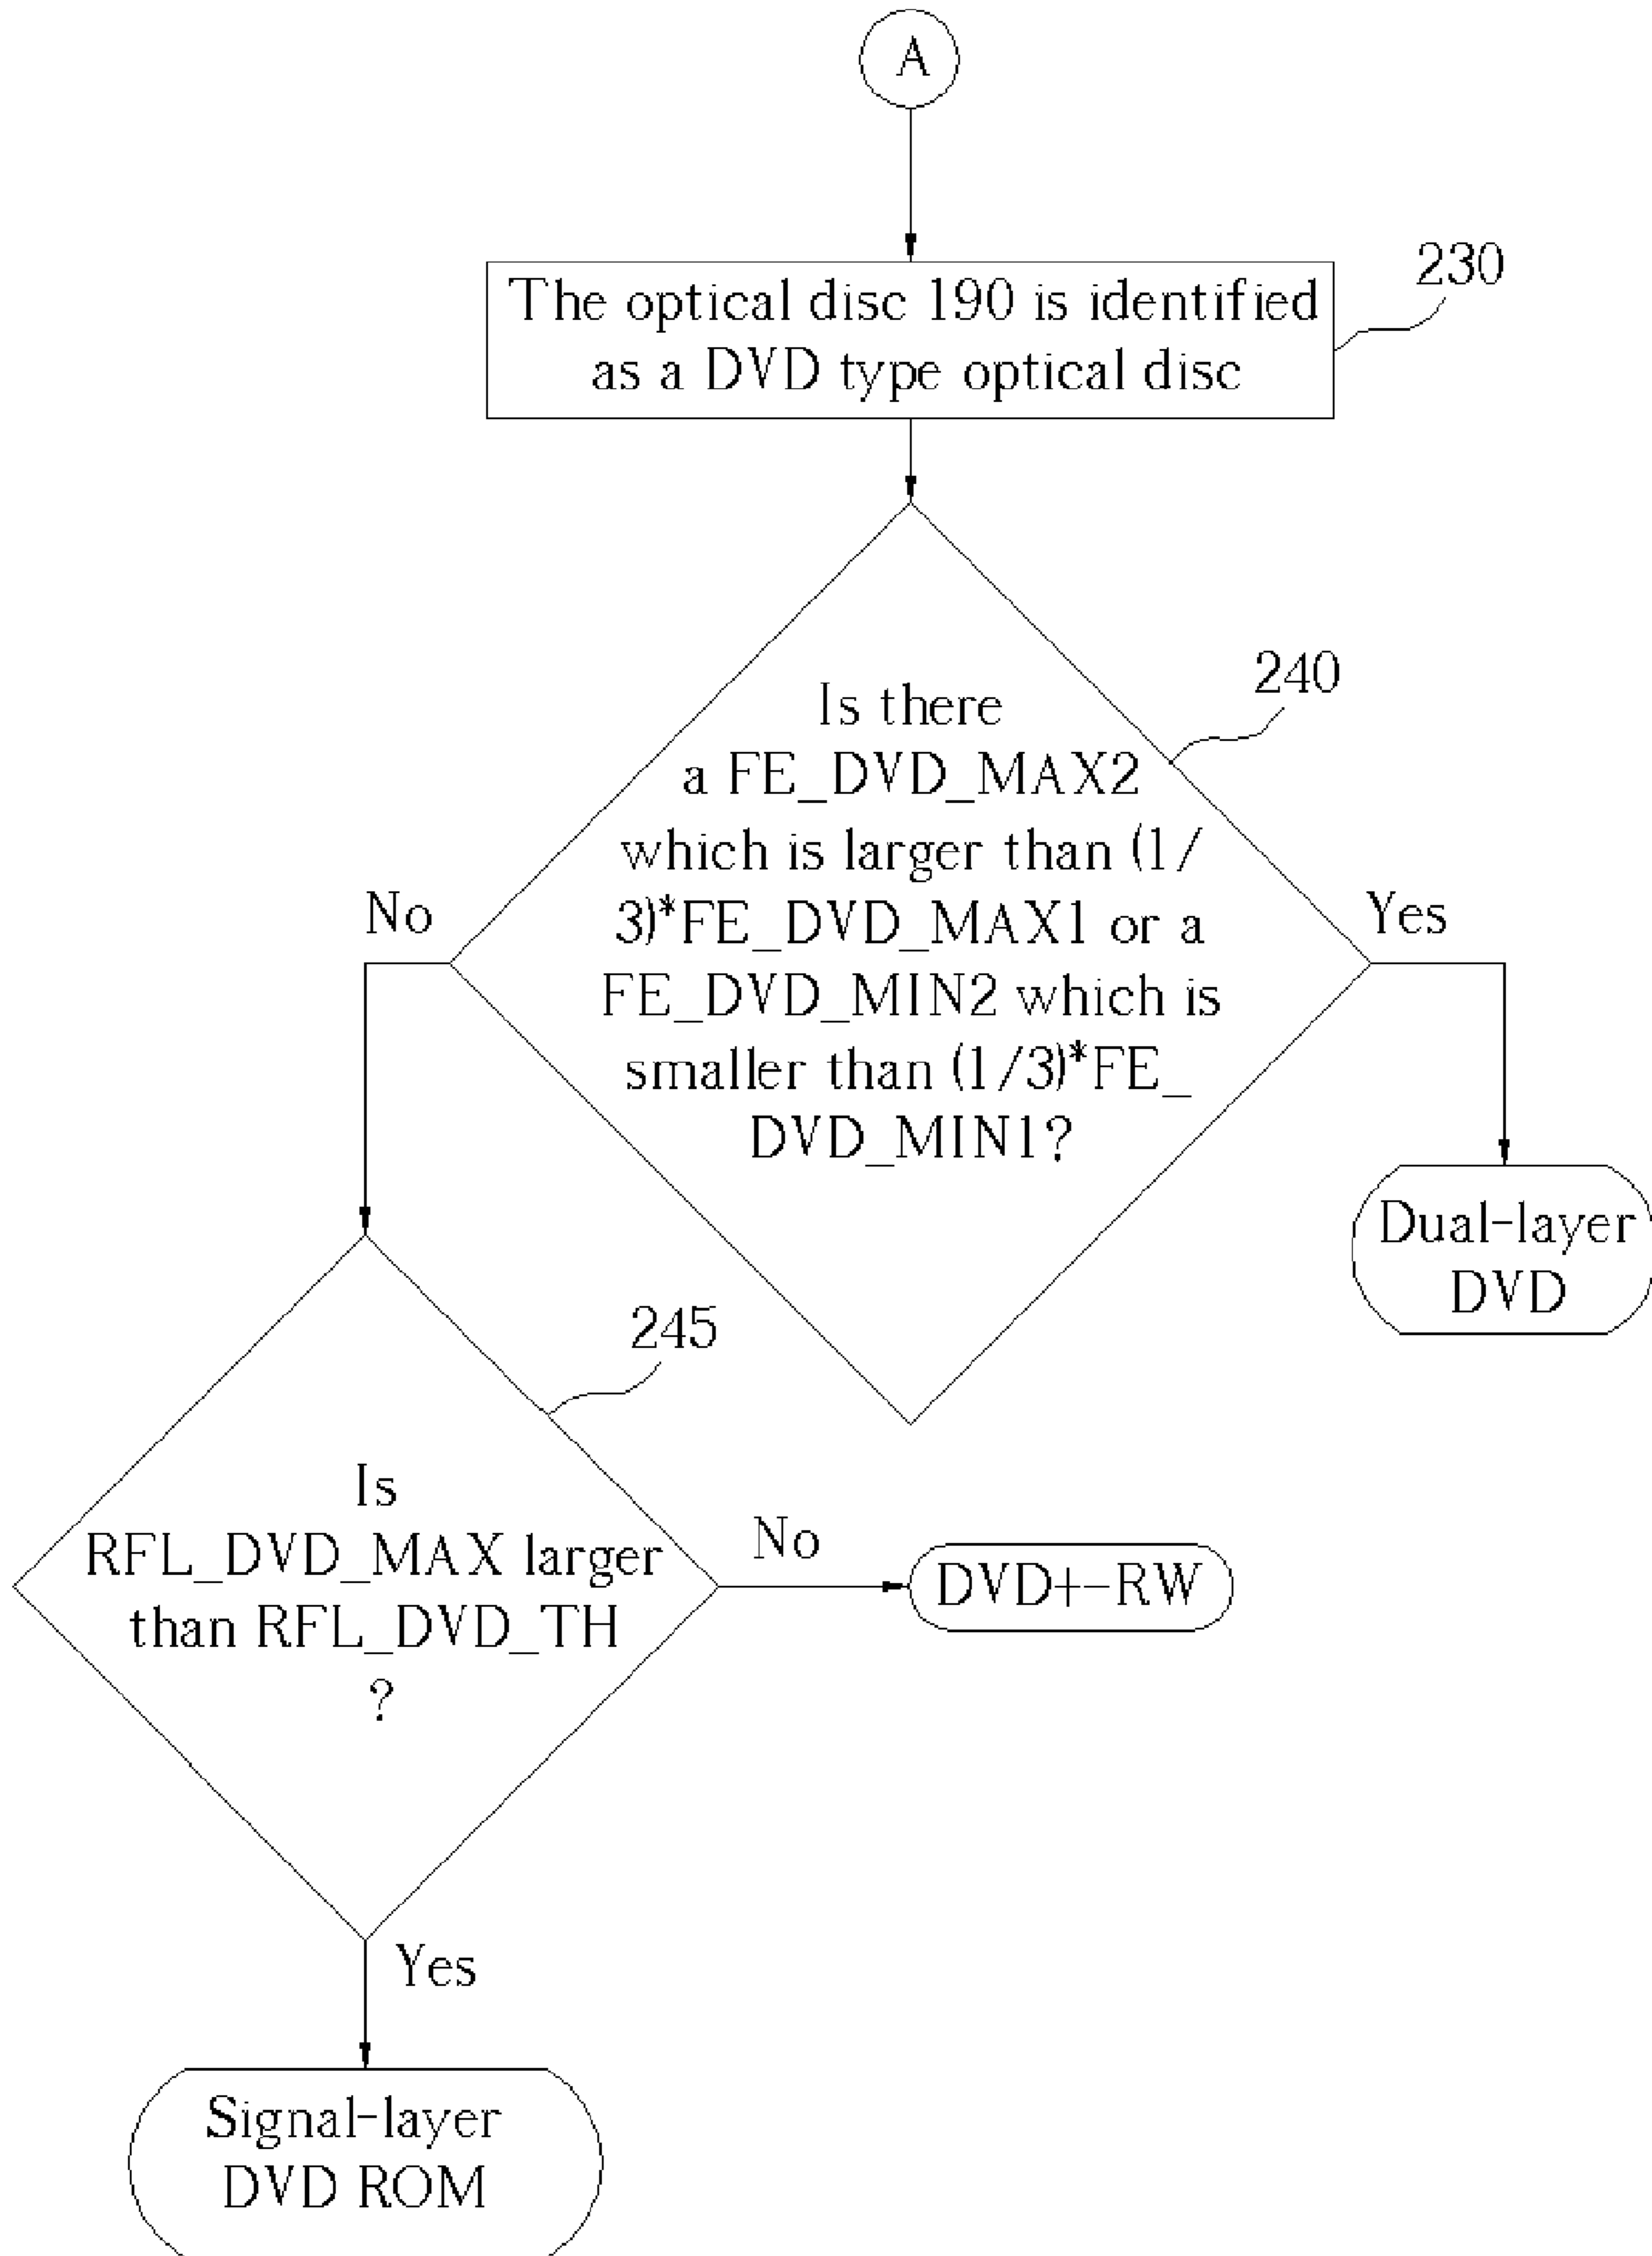 A
230
The optical disc 190 is identified
as a DVD type optical disc
240
Is there
a FE_DVD_MAX2
which is larger than (1/
3)*FE_DVD_MAX1 or a
FE_DVD_MIN2 which is
smaller than (1/3)*FE_
DVD_MIN1?
No
Yes
Dual-layer
DVD
245
Is
RFL_DVD_MAX larger
than RFL_DVD_TH
?
No
DVD+-RW
Yes
Signal-layer
DVD ROM